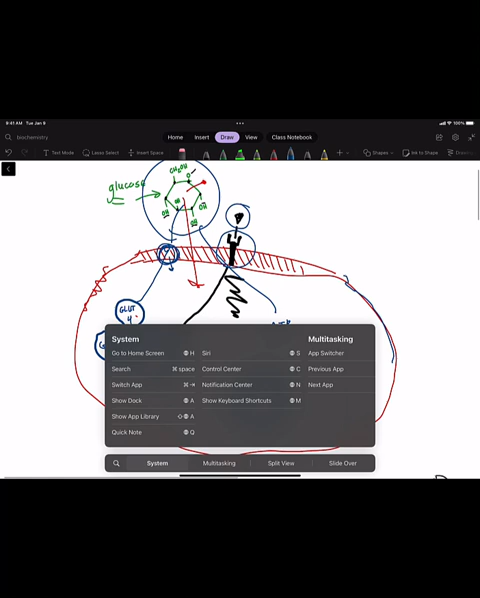 9:41 AM Tue Jan 9
100%
biochemistry
Home Insert Draw View Class Notebook
Text Mode Lasso Select Insert Space
Shapes Ink to Shape
glucose
CH₂OH
O
OH
OH
OH
OH
GLUT
4
System
Go to Home Screen H
Search ⌘ space
Switch App ⌘⇥
Show Dock A
Show App Library ⇧ A
Quick Note Q
Siri S
Control Center C
Notification Center N
Show Keyboard Shortcuts M
Multitasking
App Switcher
Previous App
Next App
System Multitasking Split View Slide Over